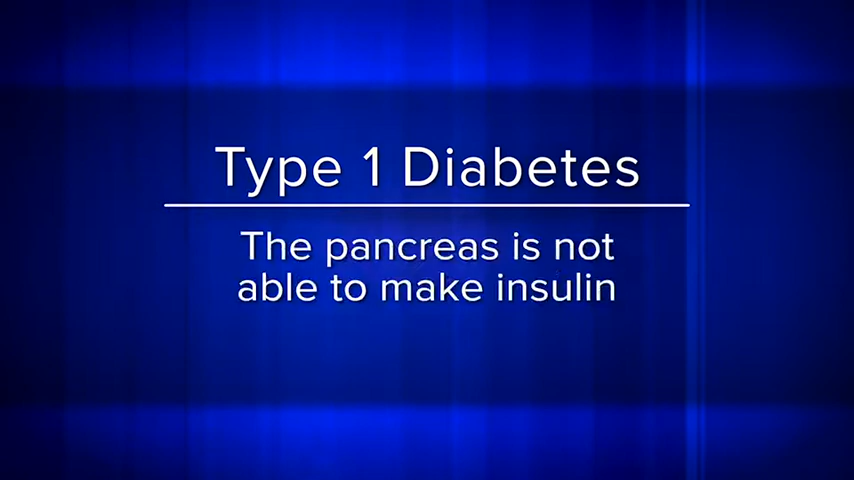 Type 1 Diabetes
The pancreas is not
able to make insulin